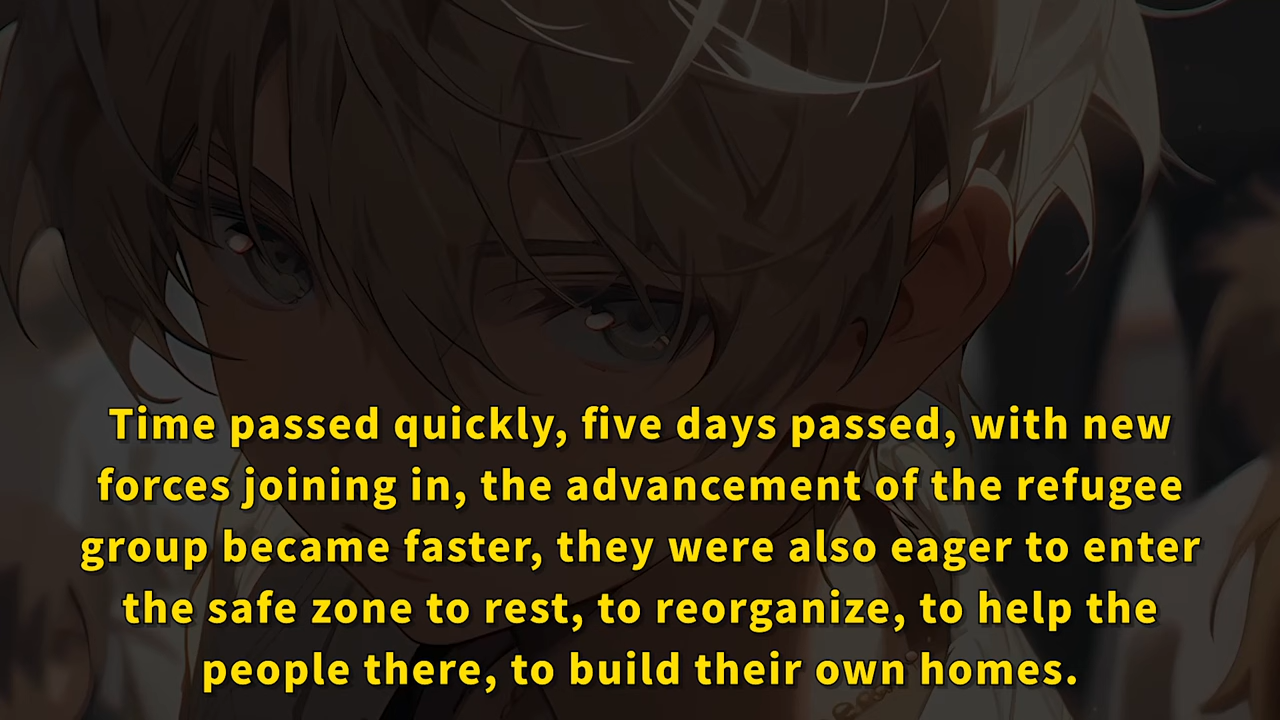 Time passed quickly, five days passed, with new
forces joining in, the advancement of the refugee
group became faster, they were also eager to enter
the safe zone to rest, to reorganize, to help the
people there, to build their own homes.